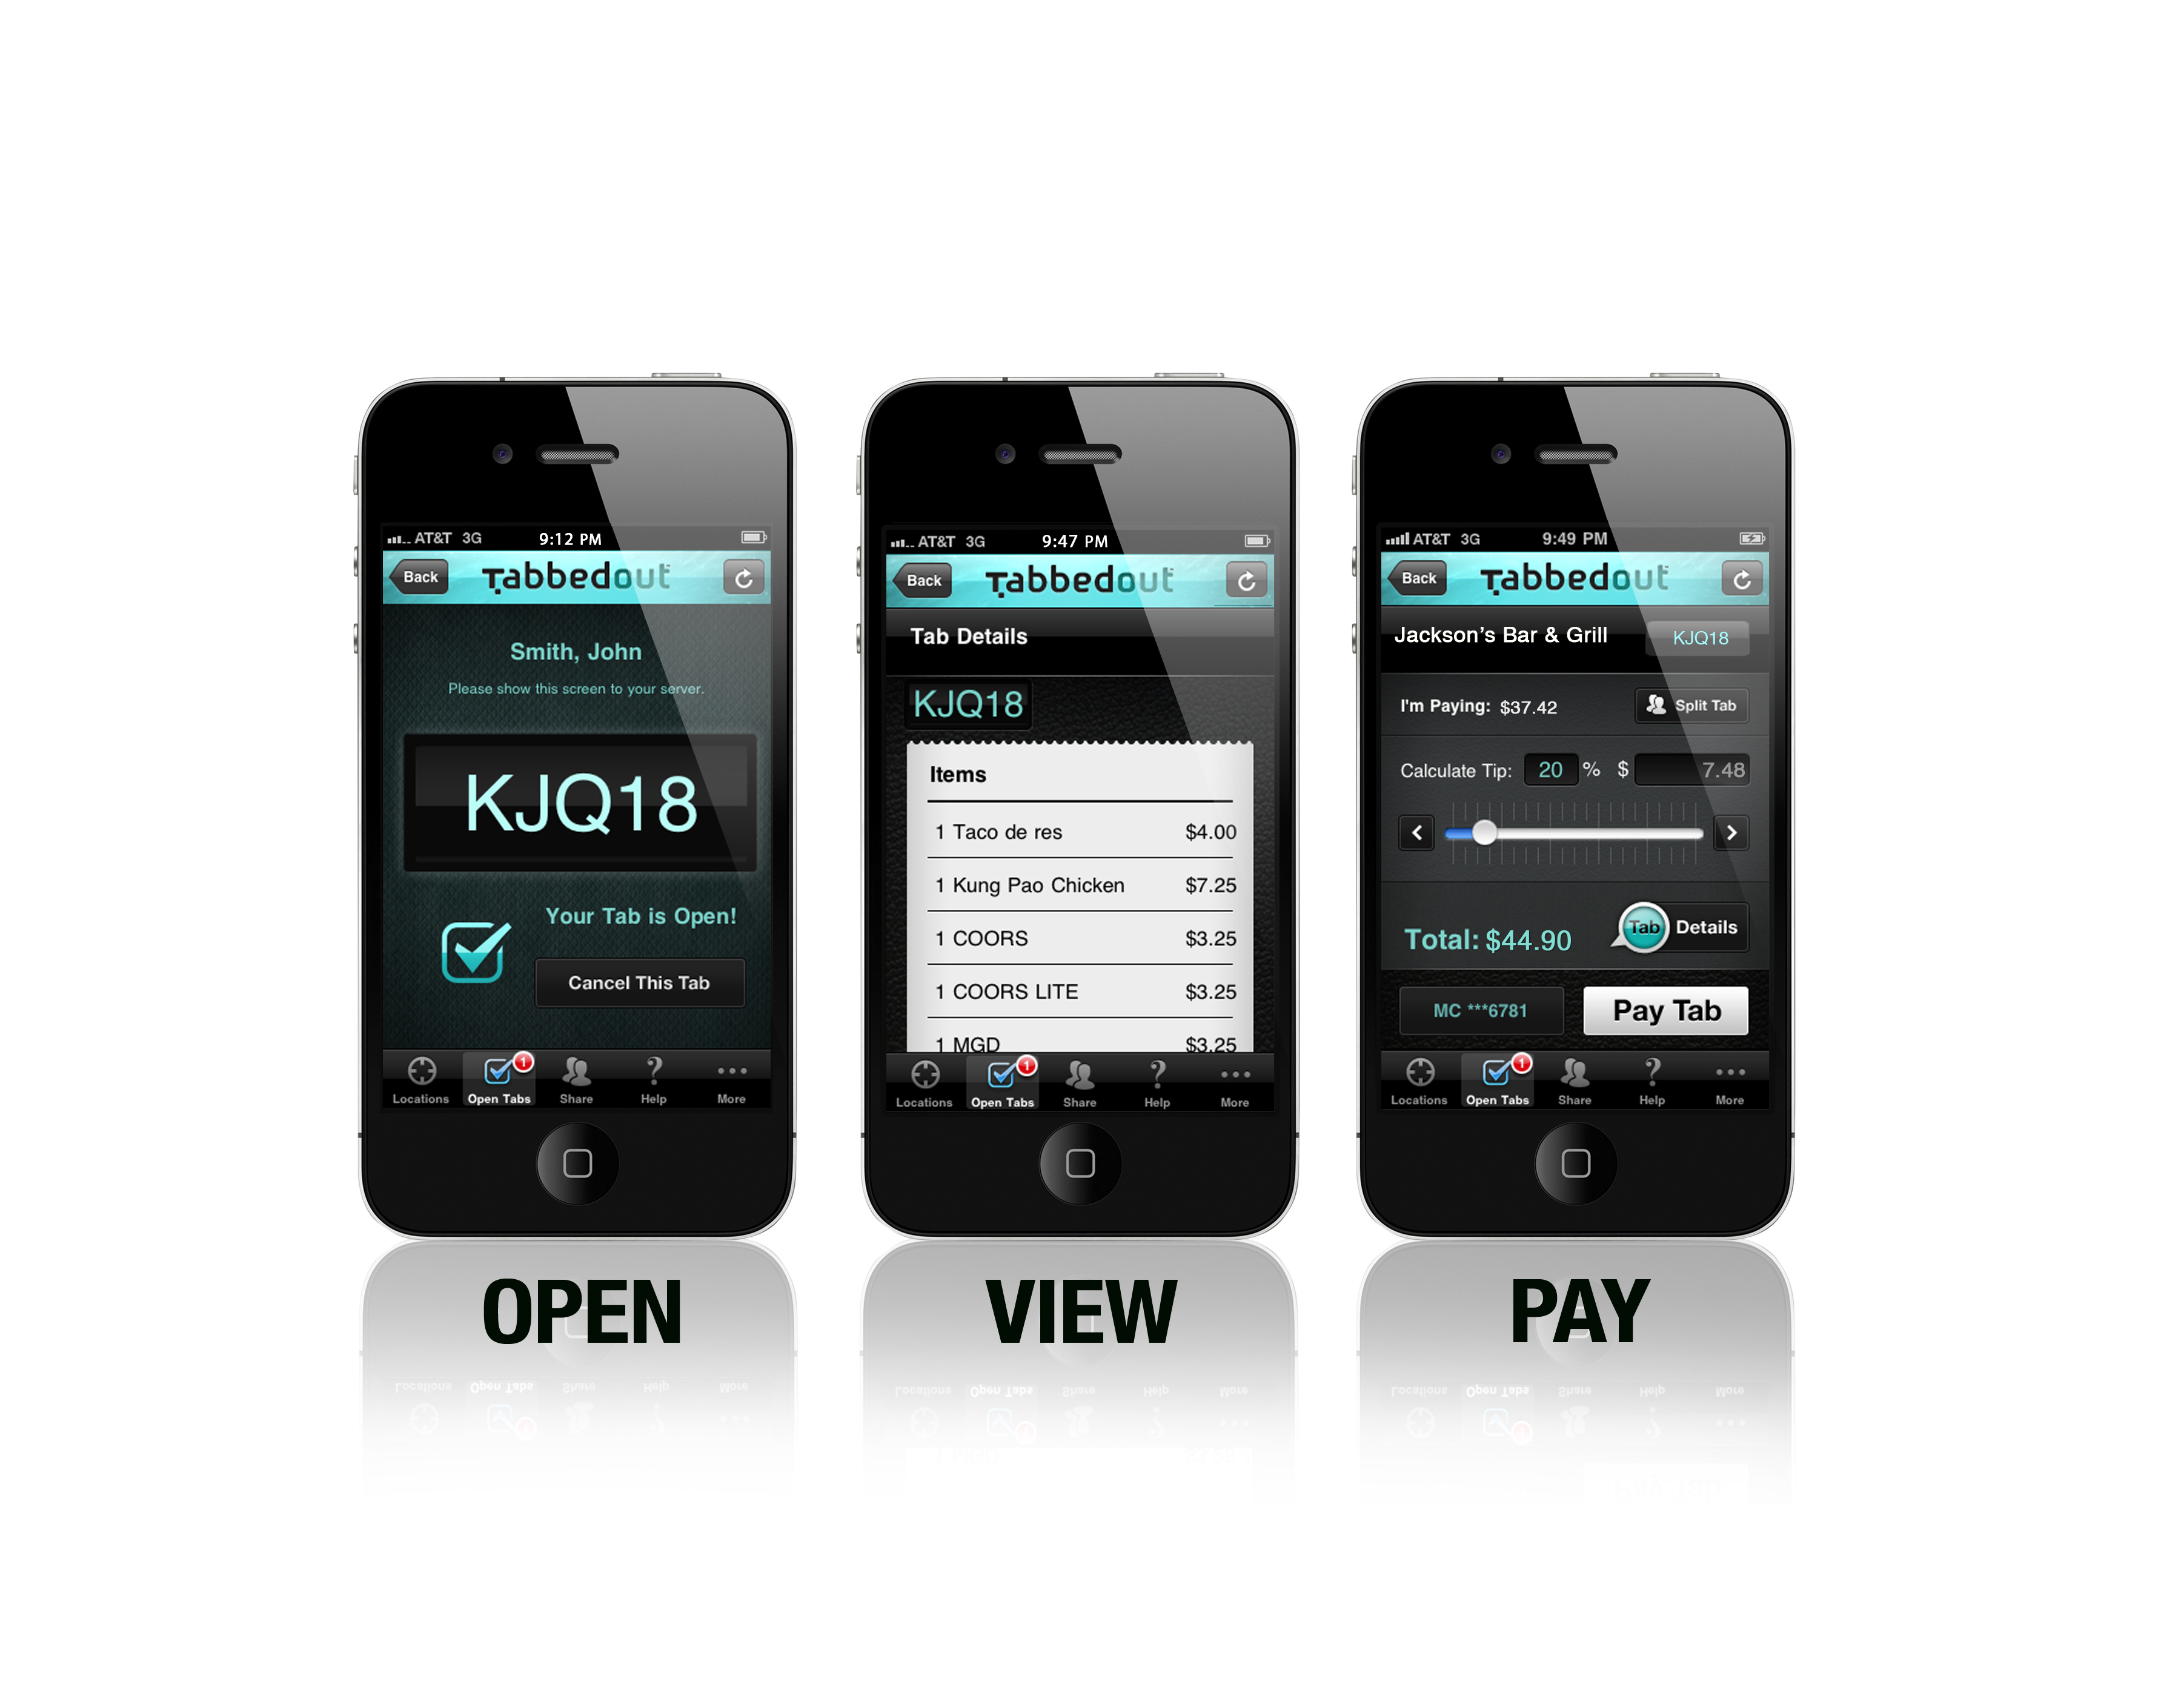 AT&T 3G 9:12 PM
Back Tabbedout
Smith, John
Please show this screen to your server.
KJQ18
Your Tab is Open!
Cancel This Tab
1
Locations Open Tabs Share Help More
OPEN
AT&T 3G 9:47 PM
Back Tabbedout
Tab Details
KJQ18
Items
1 Taco de res $4.00
1 Kung Pao Chicken $7.25
1 COORS $3.25
1 COORS LITE $3.25
1 MGD $3.25
1
Locations Open Tabs Share Help More
VIEW
AT&T 3G 9:49 PM
Back Tabbedout
Jackson's Bar & Grill KJQ18
I'm Paying: $37.42 Split Tab
Calculate Tip: 20 % $ 7.48
Total: $44.90 Tab Details
MC ***6781 Pay Tab
1
Locations Open Tabs Share Help More
PAY